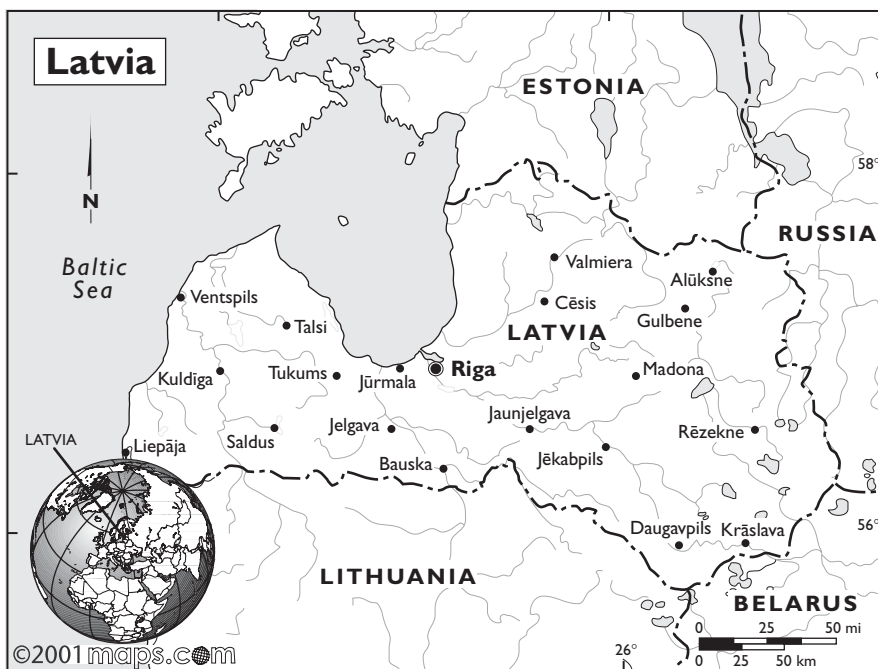 Latvia
ESTONIA
58°
N
RUSSIA
Baltic
Sea
Valmiera
Alūksne
Ventspils
Cēsis
Gulbene
Talsi
LATVIA
Kuldīga
Tukums
Jūrmala
Riga
Madona
Jaunjelgava
Jelgava
Saldus
Rēzekne
LATVIA
Liepāja
Jēkabpils
Bauska
Daugavpils
Krāslava
56°
LITHUANIA
BELARUS
0 25 50 mi
0 25 50 km
26°
©2001 maps.com